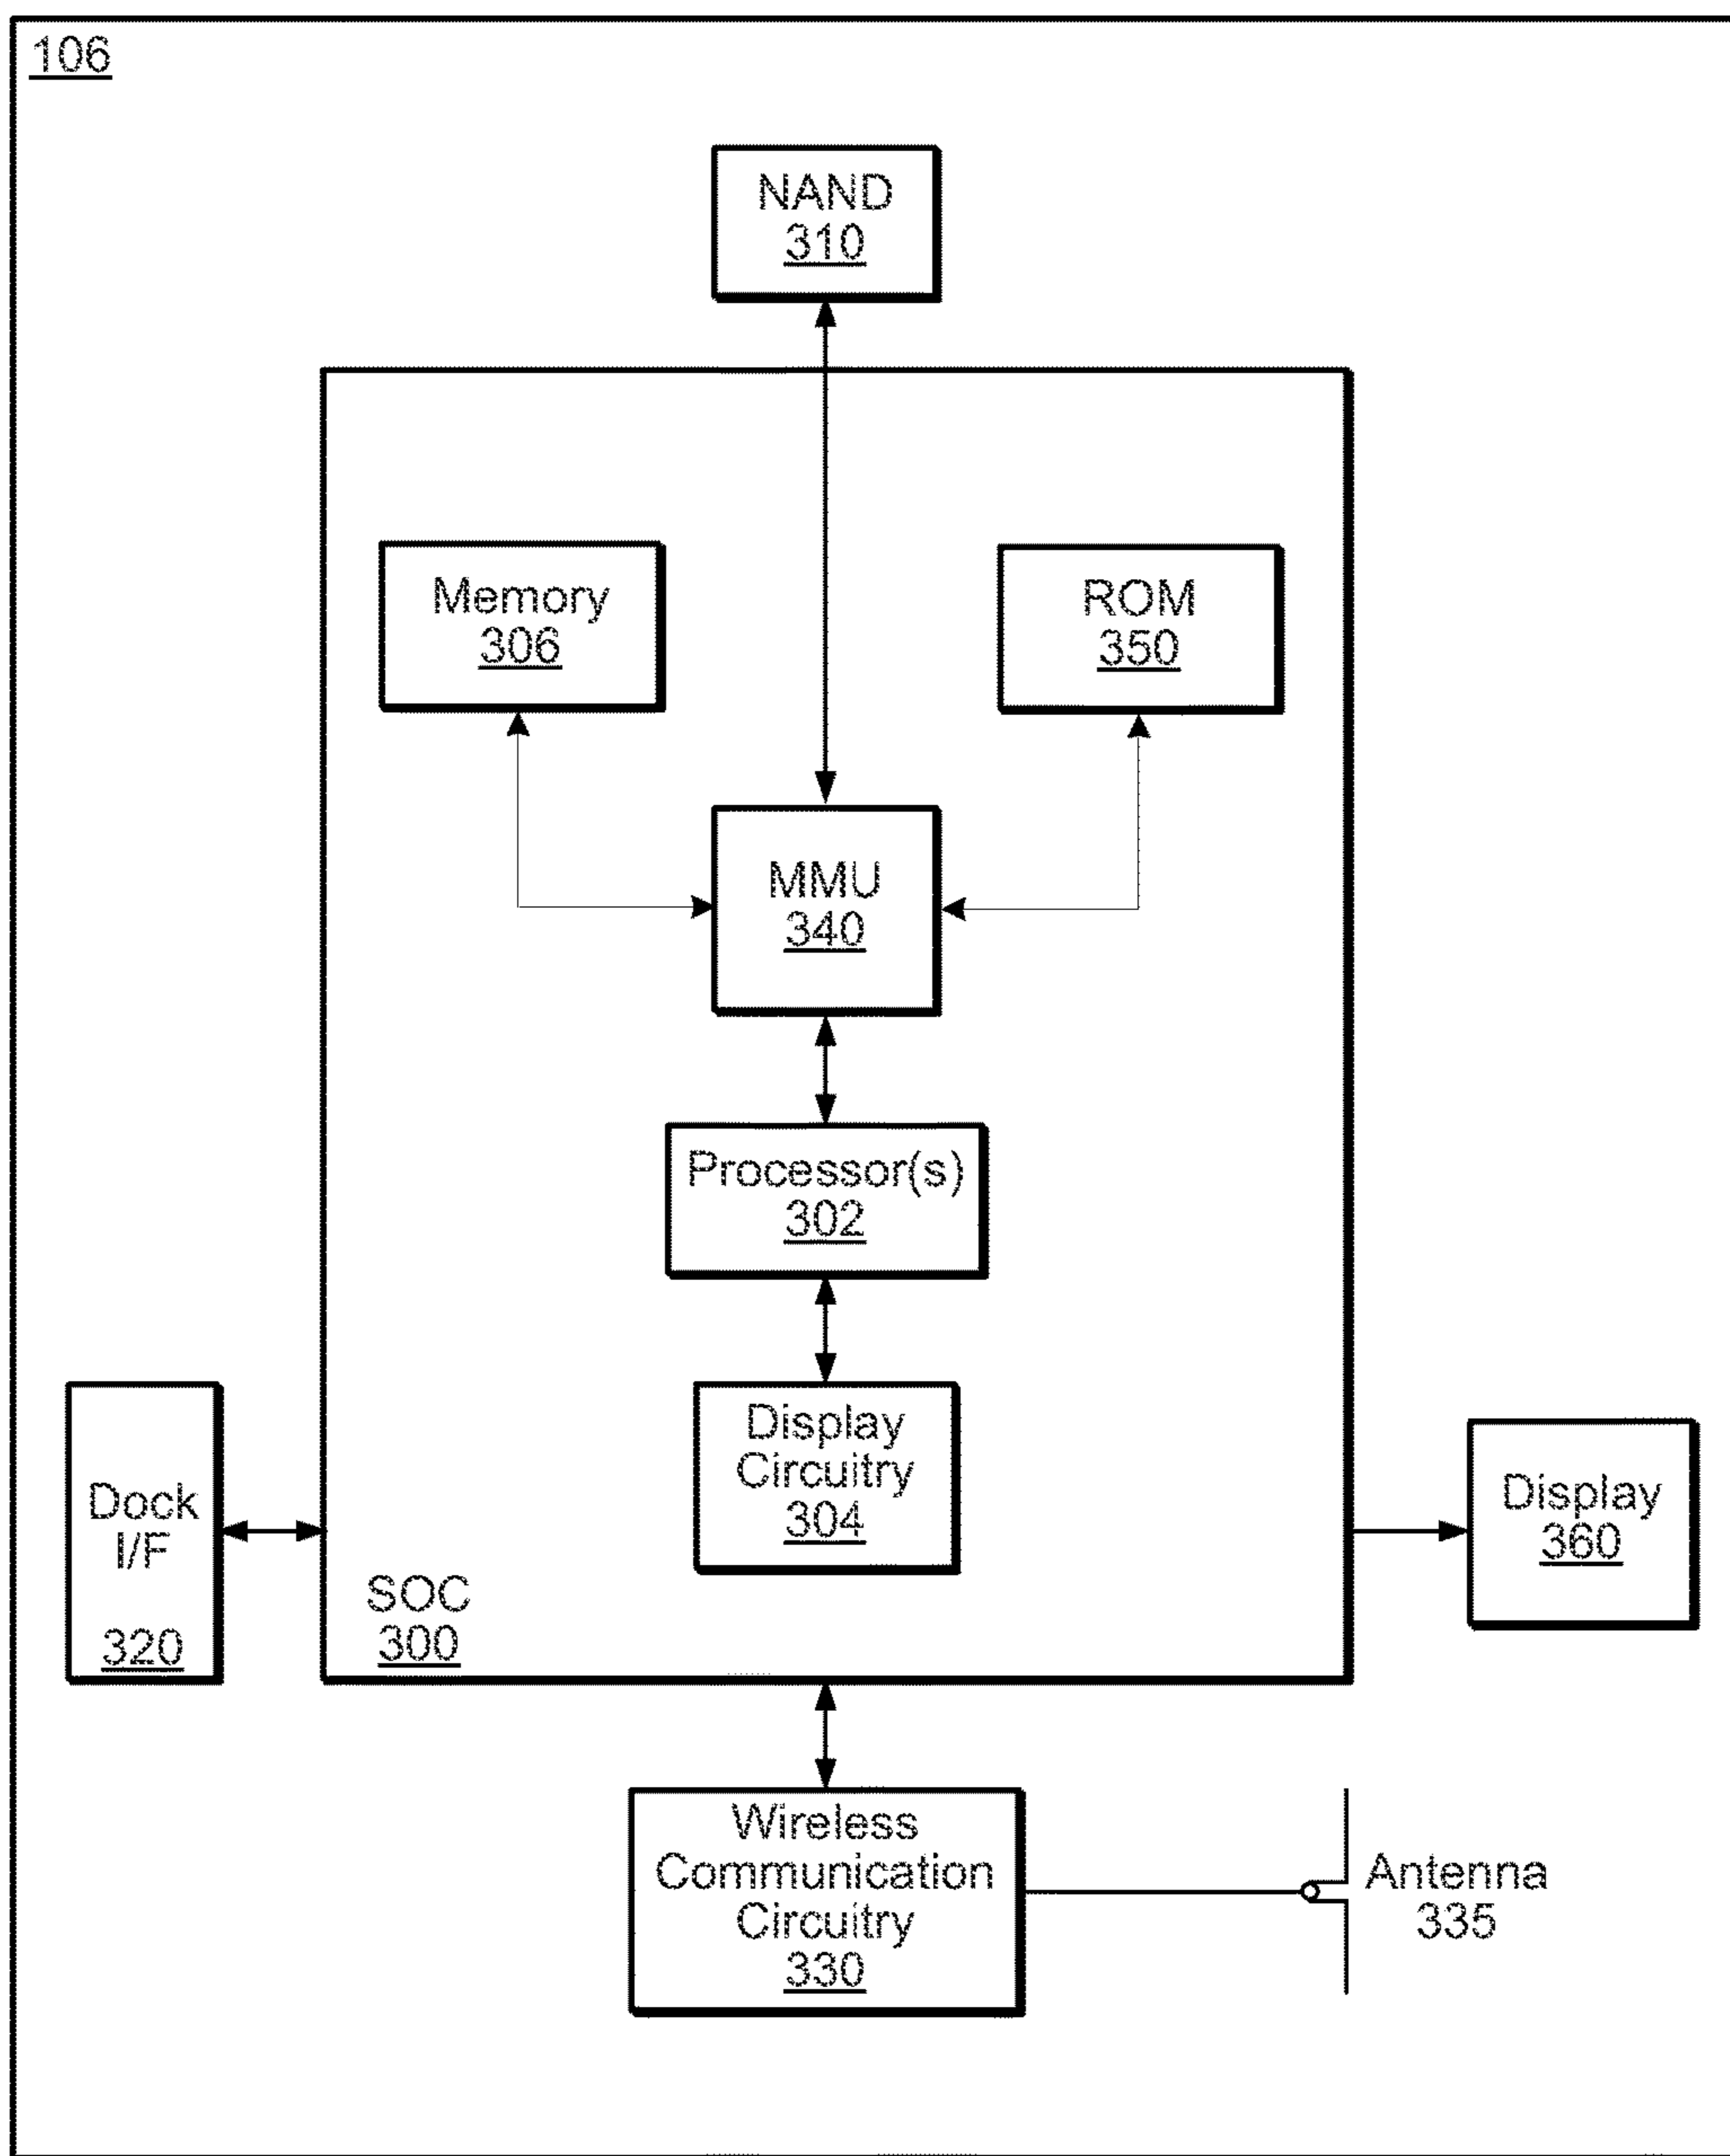 106
NAND
310
Memory
306
ROM
350
MMU
340
Processor(s)
302
Display
Circuitry
304
Dock
I/F
320
SOC
300
Display
360
Wireless
Communication
Circuitry
330
Antenna
335